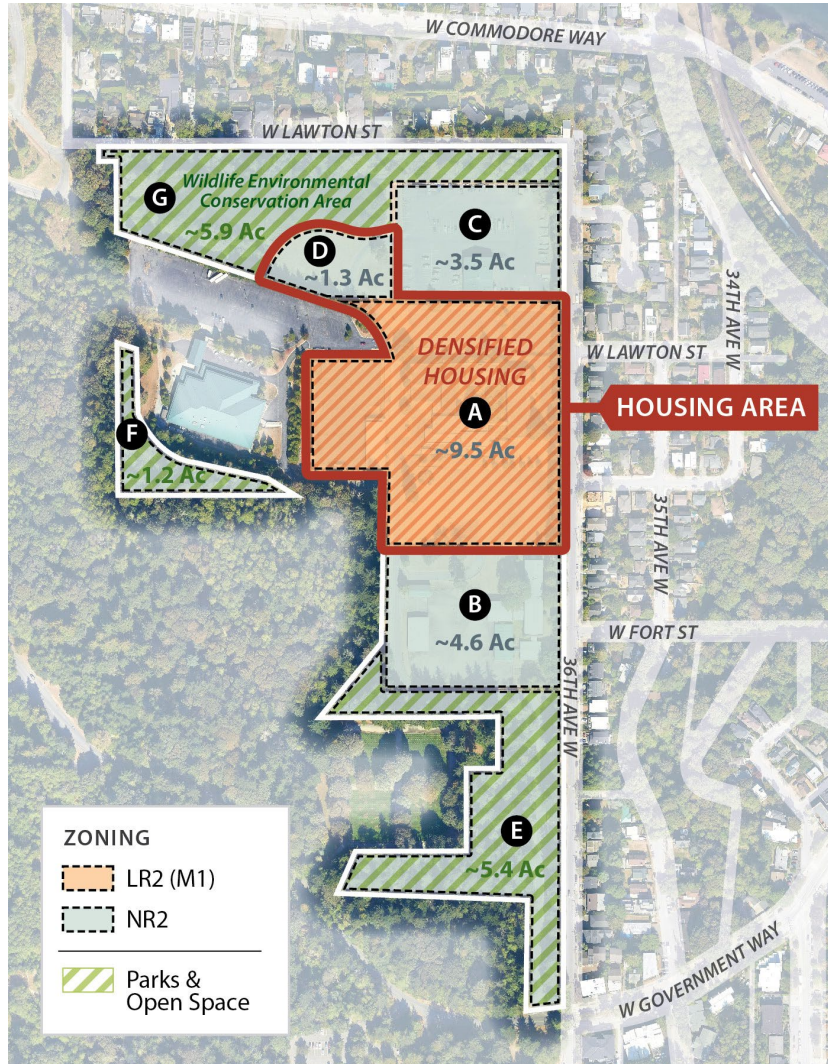 W COMMODORE WAY
W LAWTON ST
G
Wildlife Environmental
Conservation Area
~5.9 Ac
C
~3.5 Ac
D
~1.3 Ac
34TH AVE W
W LAWTON ST
DENSIFIED
HOUSING
A
~9.5 Ac
HOUSING AREA
F
~1.2 Ac
35TH AVE W
B
~4.6 Ac
W FORT ST
36TH AVE W
E
~5.4 Ac
W GOVERNMENT WAY
ZONING
LR2 (M1)
NR2
Parks &
Open Space